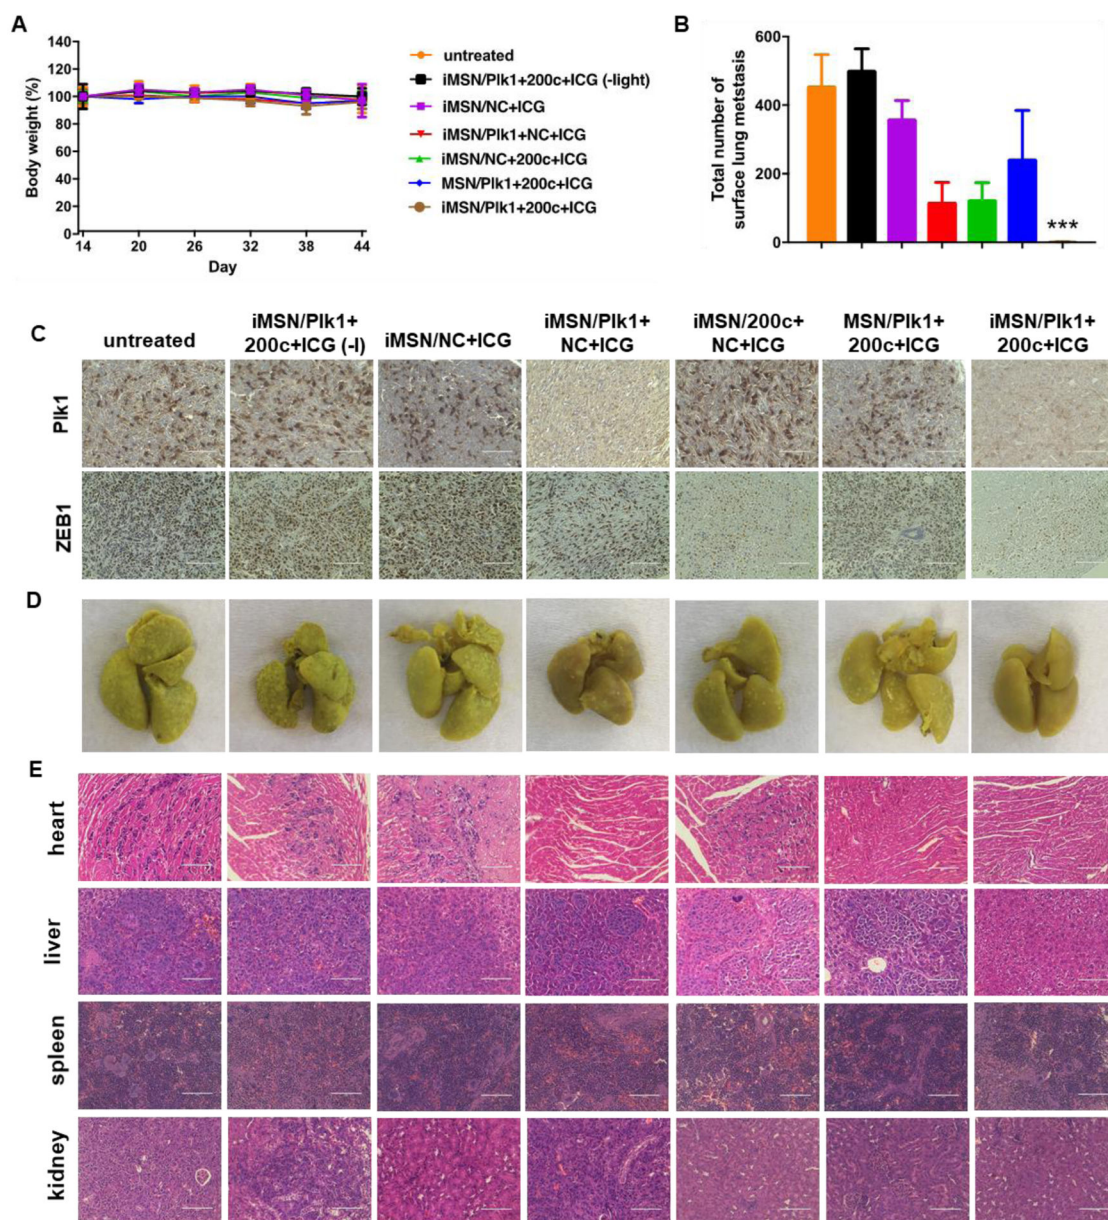 A
140
120
100
80
60
40
20
0
Body weight (%)
14 20 26 32 38 44
Day
untreated
iMSN/Plk1+200c+ICG (-light)
iMSN/NC+ICG
iMSN/Plk1+NC+ICG
iMSN/NC+200c+ICG
MSN/Plk1+200c+ICG
iMSN/Plk1+200c+ICG
B
Total number of
surface lung metastasis
600
400
200
0
***
C
untreated
iMSN/Plk1+
200c+ICG (-l)
iMSN/NC+ICG
iMSN/Plk1+
NC+ICG
iMSN/200c+
NC+ICG
MSN/Plk1+
200c+ICG
iMSN/Plk1+
200c+ICG
Plk1
ZEB1
D
E
heart
liver
spleen
kidney